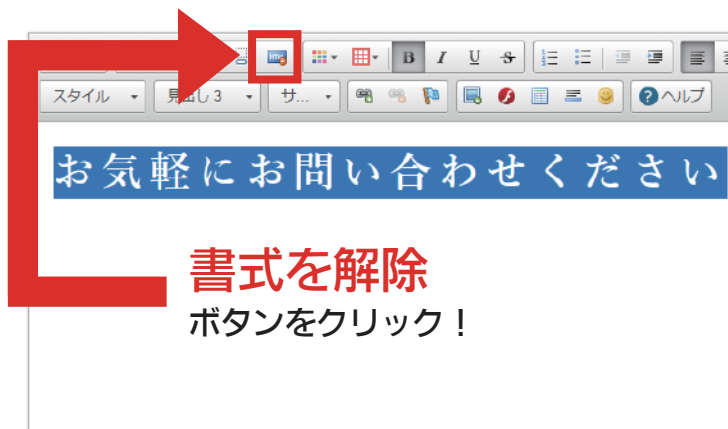 B I U S
スタイル 見出し 3 サ... ヘルプ
お気軽にお問い合わせください
書式を解除
ボタンをクリック！